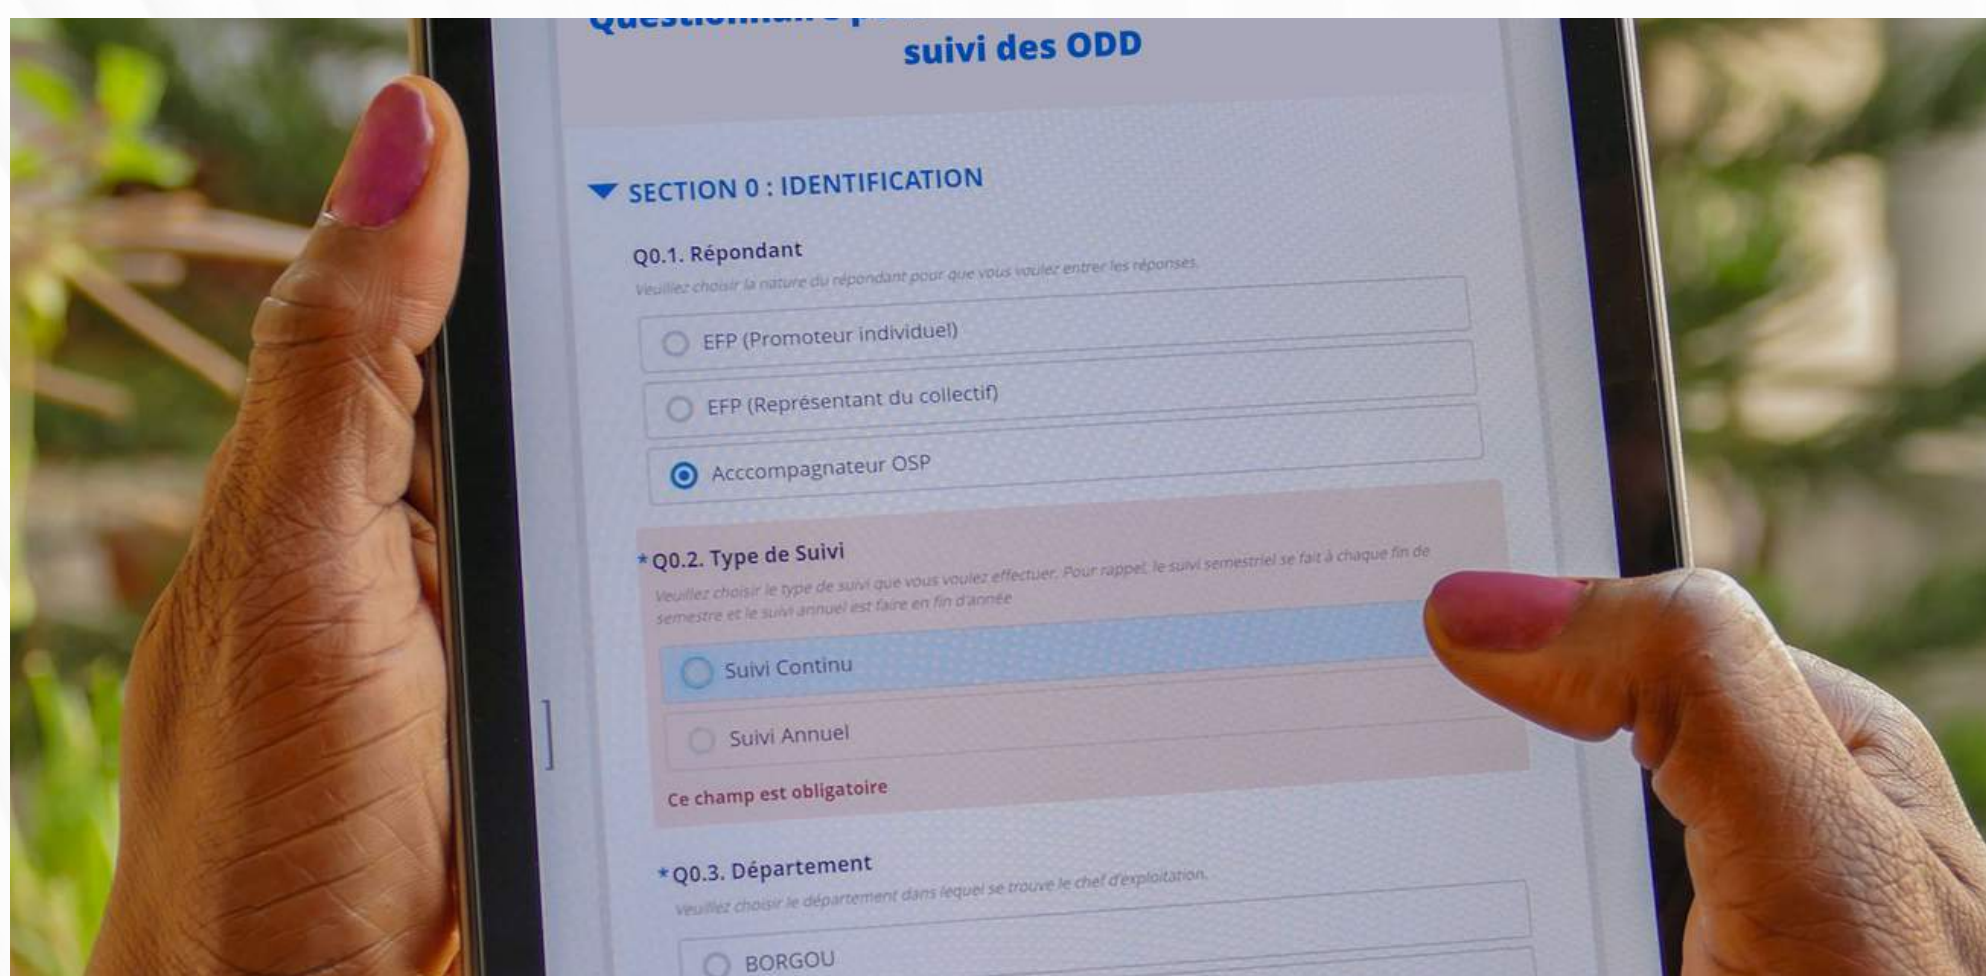 suivi des ODD
SECTION 0 : IDENTIFICATION
Q0.1. Répondant
Veuillez choisir la nature du répondant pour que vous voulez entrer les réponses.
EFP (Promoteur individuel)
EFP (Représentant du collectif)
Acccompagnateur OSP
*Q0.2. Type de Suivi
Veuillez choisir le type de suivi que vous voulez effectuer. Pour rappel, le suivi semestriel se fait à chaque fin de
semestre et le suivi annuel est faire en fin d'année
Suivi Continu
Suivi Annuel
Ce champ est obligatoire
*Q0.3. Département
Veuillez choisir le département dans lequel se trouve le chef d'exploitation.
BORGOU